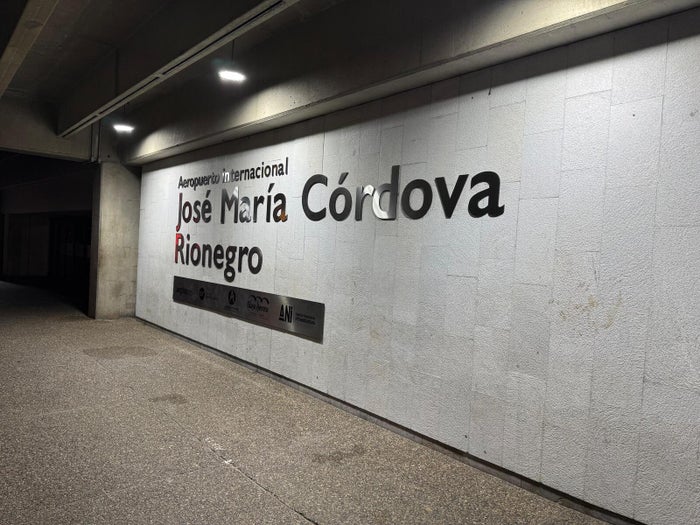 Aeropuerto Internacional
José María Córdova
Rionegro
ANI